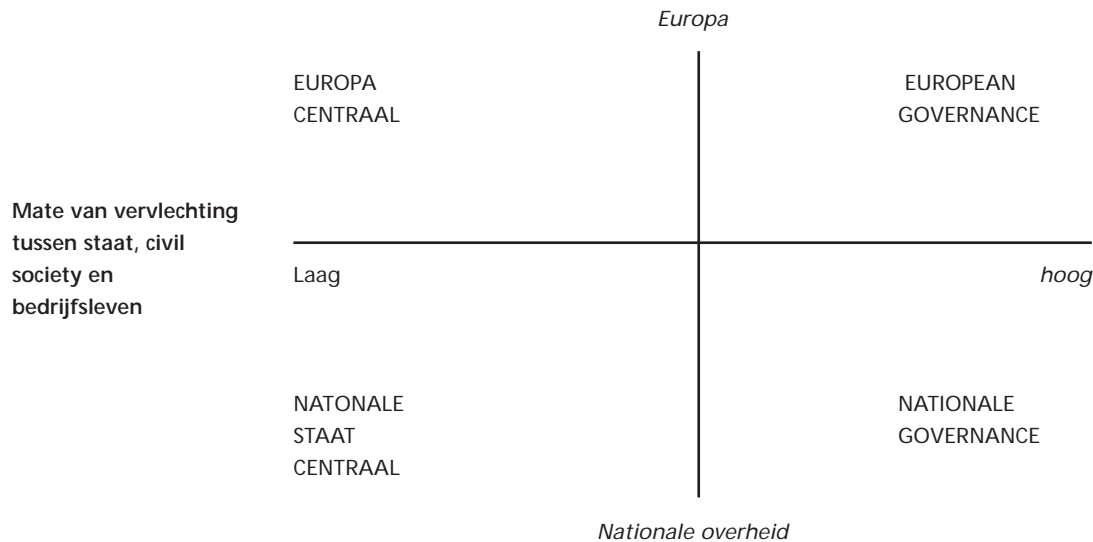 Europa
EUROPA
CENTRAAL
EUROPEAN
GOVERNANCE
Mate van vervlechting
tussen staat, civil
society en
bedrijfsleven
Laag
hoog
NATONALE
STAAT
CENTRAAL
NATIONALE
GOVERNANCE
Nationale overheid